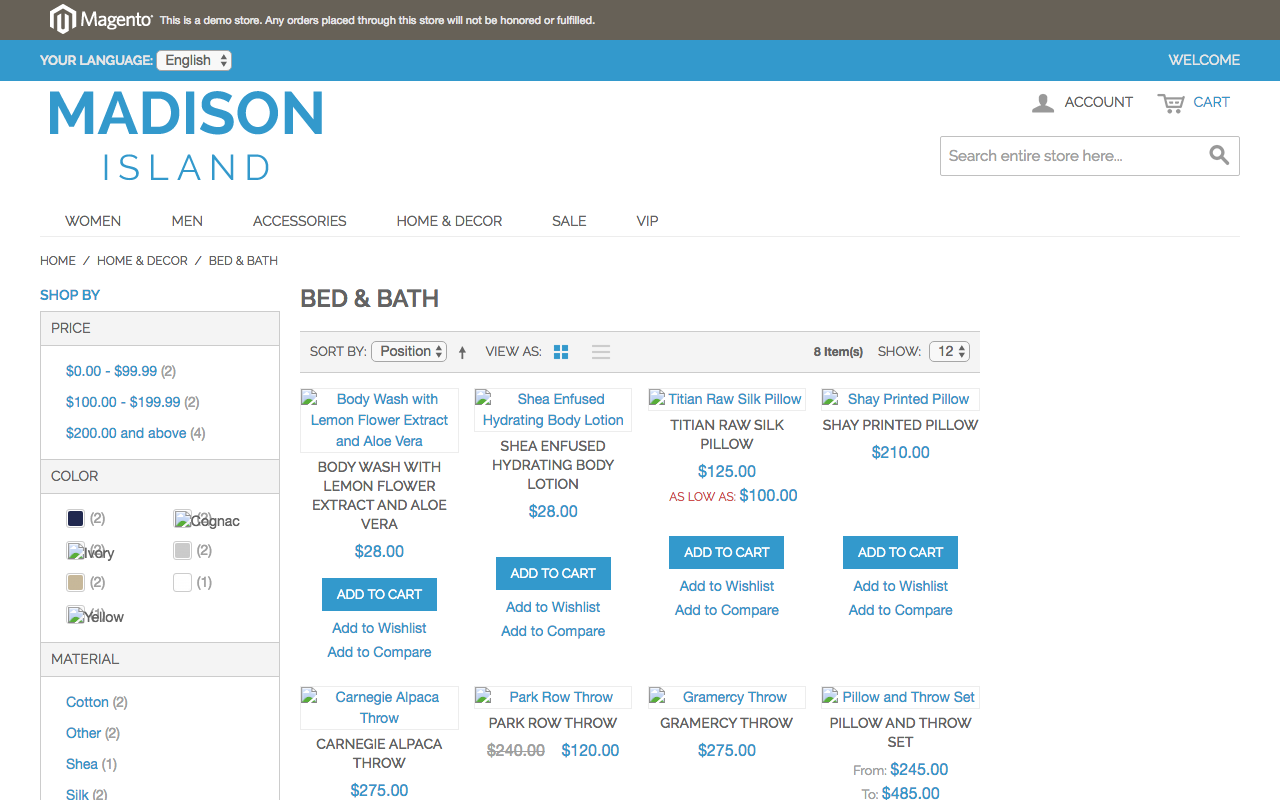 Magento This is a demo store. Any orders placed through this store will not be honored or fulfilled.
YOUR LANGUAGE: English WELCOME
MADISON
ISLAND
ACCOUNT CART
Search entire store here...
WOMEN MEN ACCESSORIES HOME & DECOR SALE VIP
HOME / HOME & DECOR / BED & BATH
SHOP BY
PRICE
$0.00 - $99.99 (2)
$100.00 - $199.99 (2)
$200.00 and above (4)
COLOR
(2) Cognac (2)
Ivory (2) (2)
(2) (1)
Yellow (1)
MATERIAL
Cotton (2)
Other (2)
Shea (1)
Silk (2)
BED & BATH
SORT BY: Position VIEW AS: 8 Item(s) SHOW: 12
Body Wash with
Lemon Flower Extract
and Aloe Vera
BODY WASH WITH
LEMON FLOWER
EXTRACT AND ALOE
VERA
$28.00
ADD TO CART
Add to Wishlist
Add to Compare
Shea Enfused
Hydrating Body Lotion
SHEA ENFUSED
HYDRATING BODY
LOTION
$28.00
ADD TO CART
Add to Wishlist
Add to Compare
Titian Raw Silk Pillow
TITIAN RAW SILK
PILLOW
$125.00
AS LOW AS: $100.00
ADD TO CART
Add to Wishlist
Add to Compare
Shay Printed Pillow
SHAY PRINTED PILLOW
$210.00
ADD TO CART
Add to Wishlist
Add to Compare
Carnegie Alpaca
Throw
CARNEGIE ALPACA
THROW
$275.00
Park Row Throw
PARK ROW THROW
$240.00 $120.00
Gramercy Throw
GRAMERCY THROW
$275.00
Pillow and Throw Set
PILLOW AND THROW
SET
From: $245.00
To: $485.00